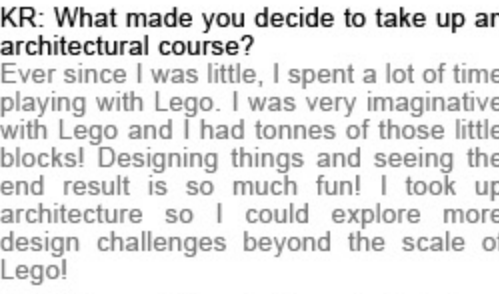 KR: What made you decide to take up an
architectural course?
Ever since I was little, I spent a lot of time
playing with Lego. I was very imaginative
with Lego and I had tonnes of those little
blocks! Designing things and seeing the
end result is so much fun! I took up
architecture so I could explore more
design challenges beyond the scale of
Lego!